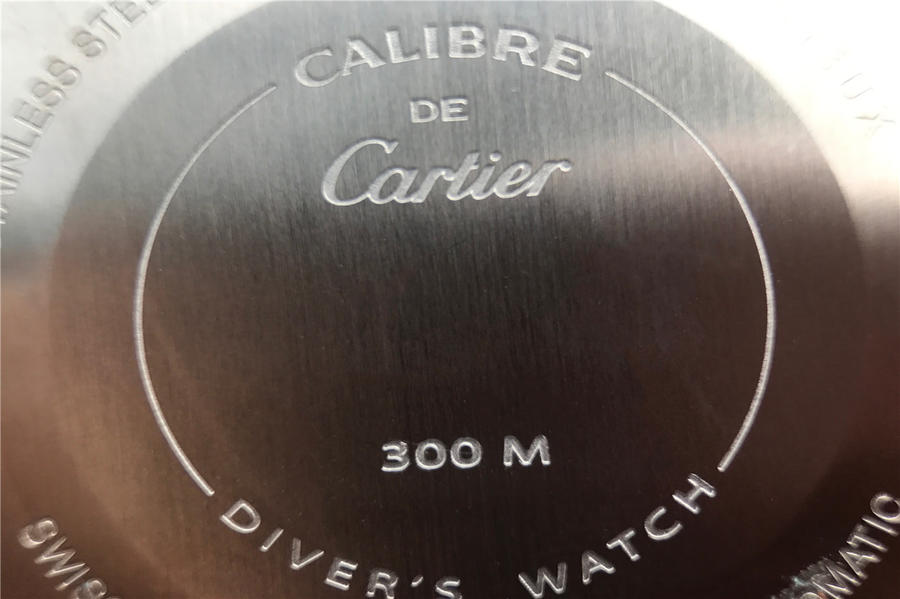 CALIBRE
DE
Cartier
300 M
DIVER'S WATCH